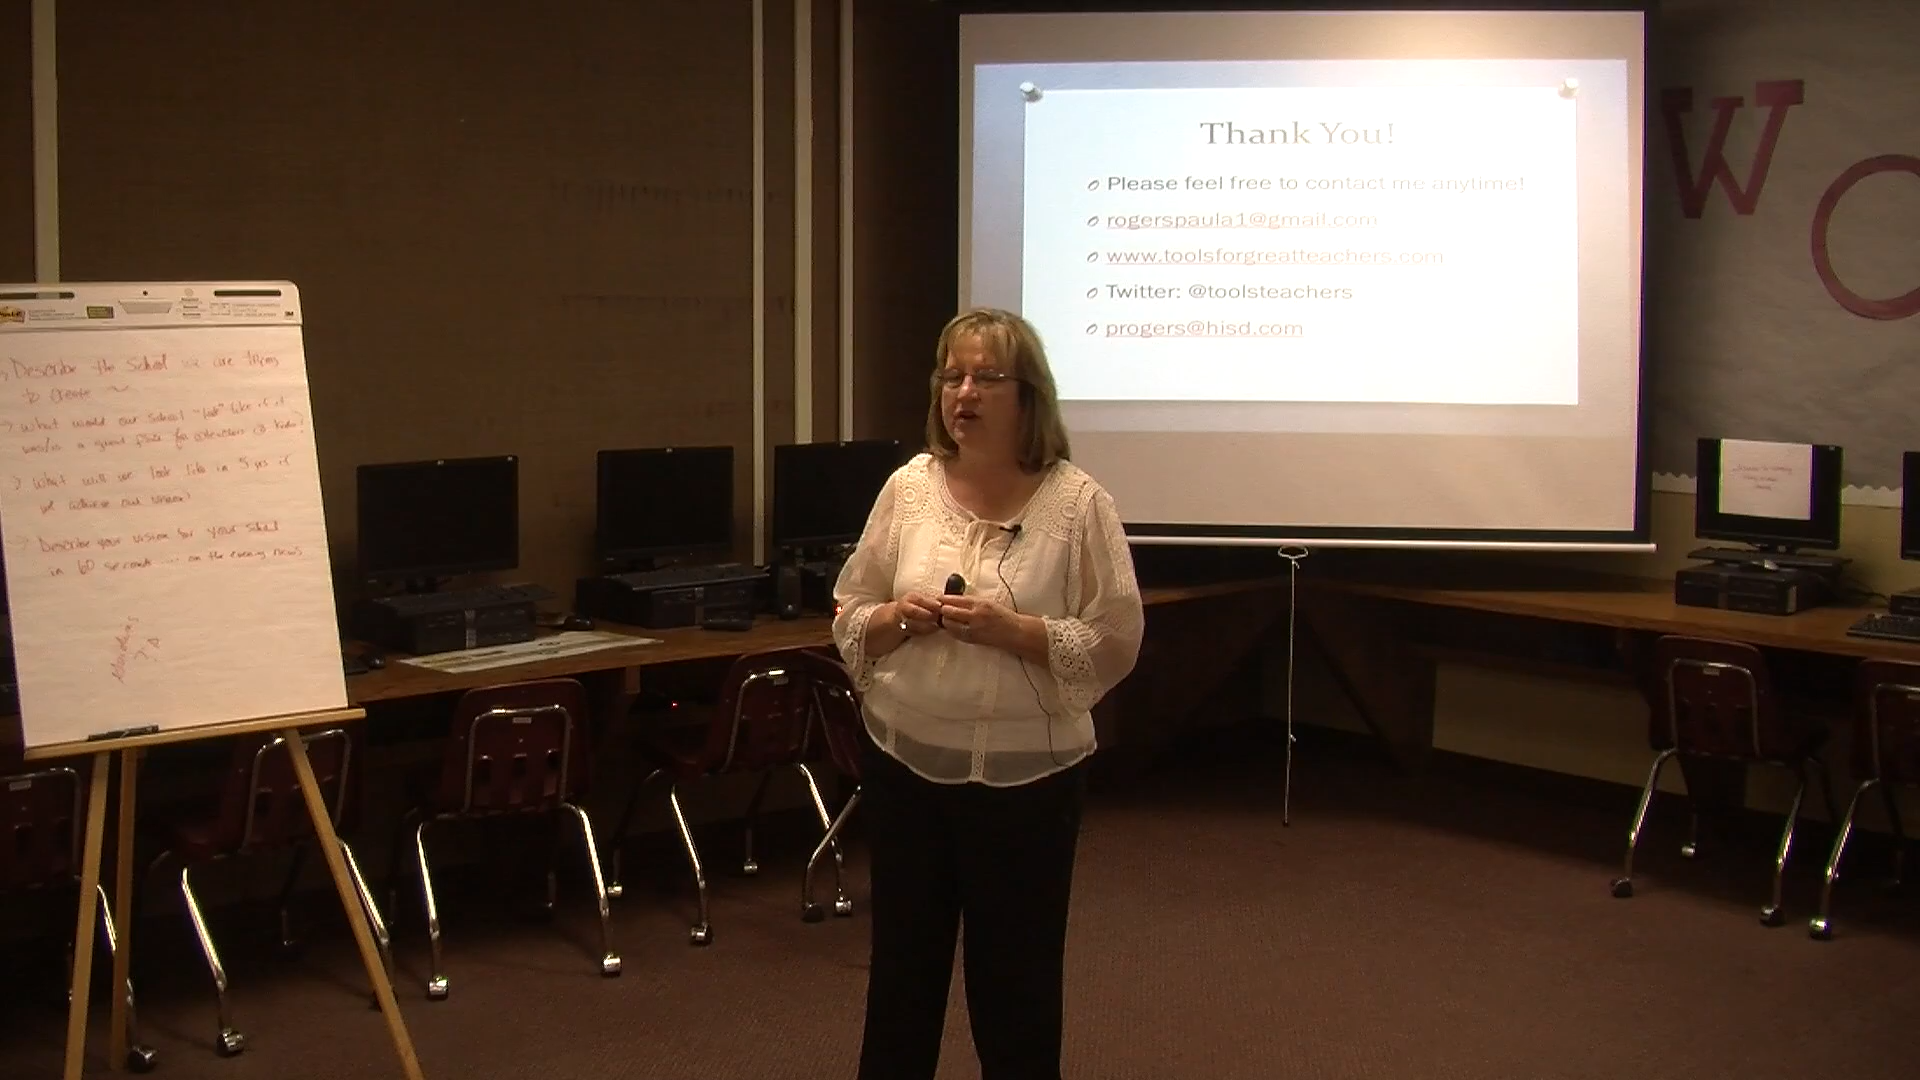 Describe the School we are trying
to create
What would our school "look" like if it
was/is a great place for teachers @ kids?
What will we look like in 5 yrs if
we achieve our vision?
Describe your vision for your school
in 60 seconds .... on the evening news
Thank You!
Please feel free to contact me anytime!
rogerspaula1@gmail.com
www.toolsforgreatteachers.com
Twitter: @toolsteachers
progers@hisd.com
WO